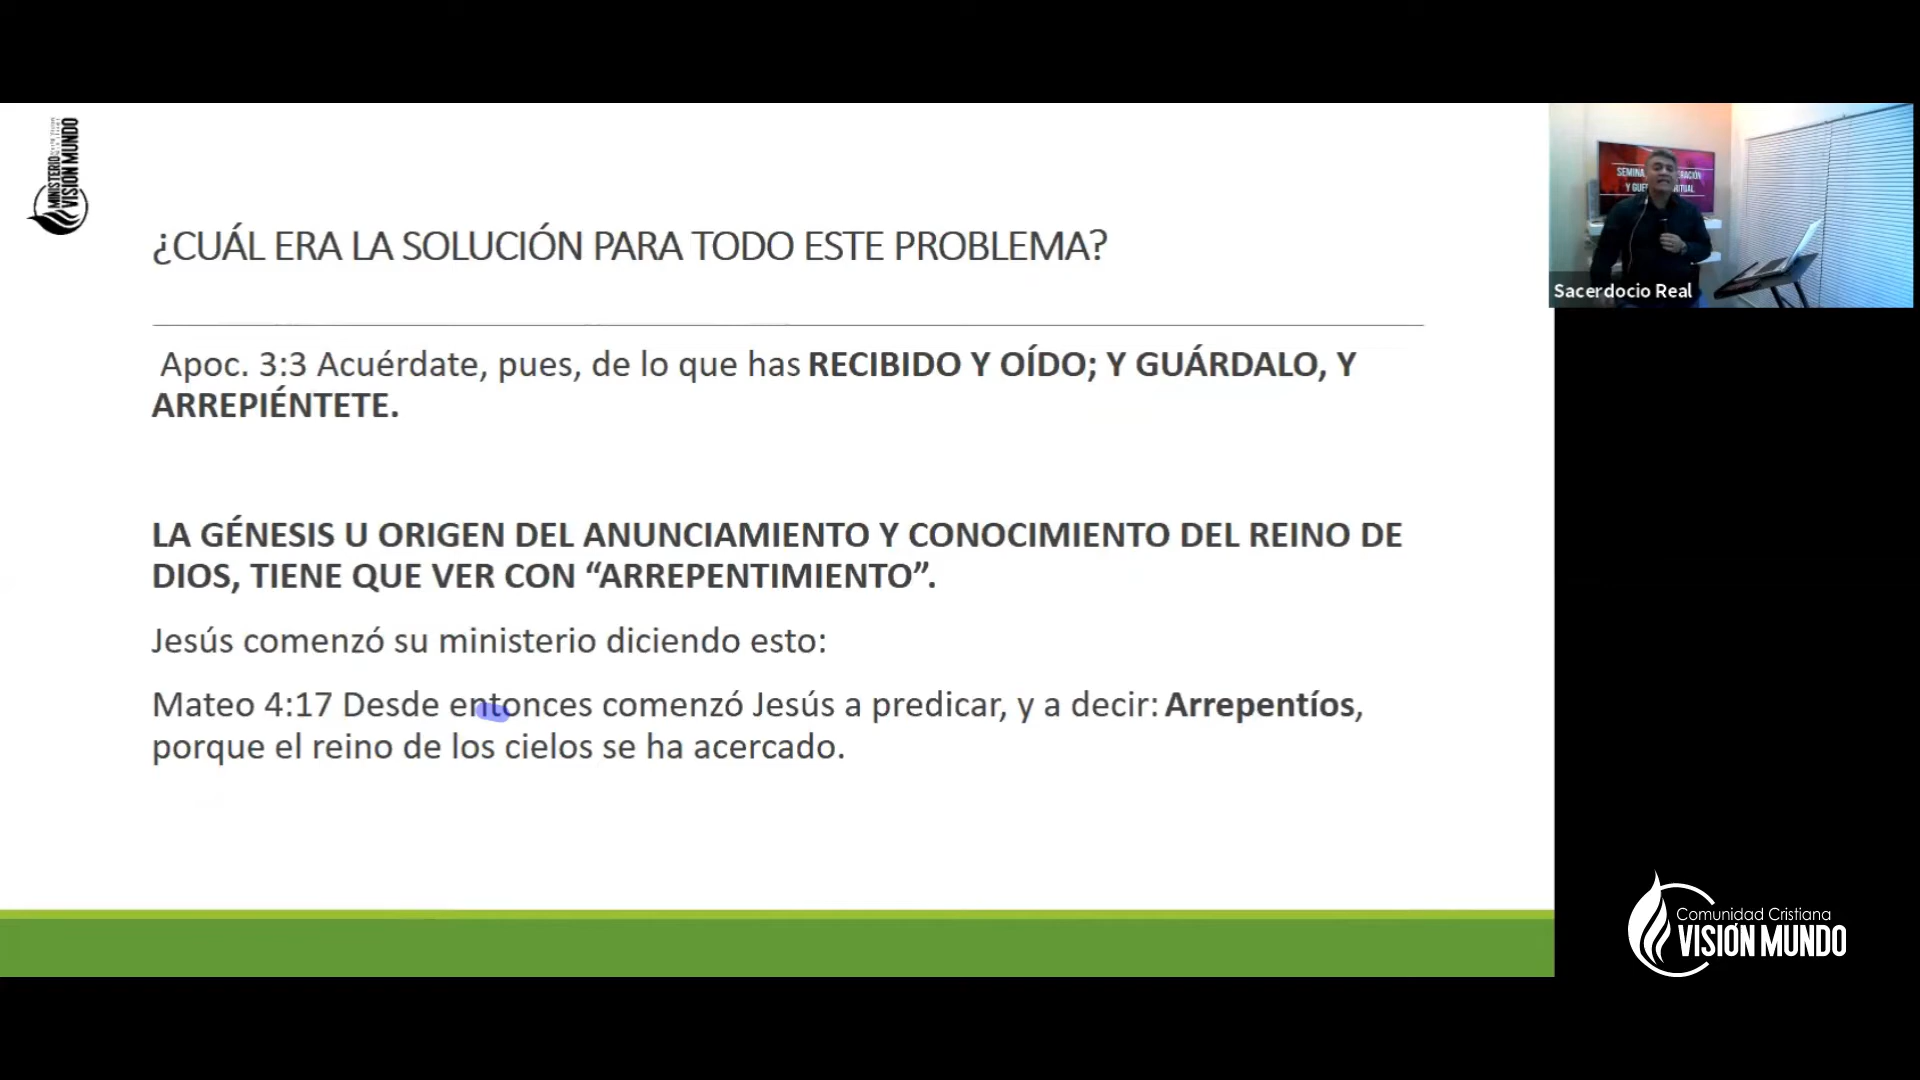 MINISTERIO
VISIÓN MUNDO
¿CUÁL ERA LA SOLUCIÓN PARA TODO ESTE PROBLEMA?
Apoc. 3:3 Acuérdate, pues, de lo que has RECIBIDO Y OÍDO; Y GUÁRDALO, Y
ARREPIÉNTETE.
LA GÉNESIS U ORIGEN DEL ANUNCIAMIENTO Y CONOCIMIENTO DEL REINO DE
DIOS, TIENE QUE VER CON “ARREPENTIMIENTO”.
Jesús comenzó su ministerio diciendo esto:
Mateo 4:17 Desde entonces comenzó Jesús a predicar, y a decir: Arrepentíos,
porque el reino de los cielos se ha acercado.
Sacerdocio Real
Comunidad Cristiana
VISIÓN MUNDO